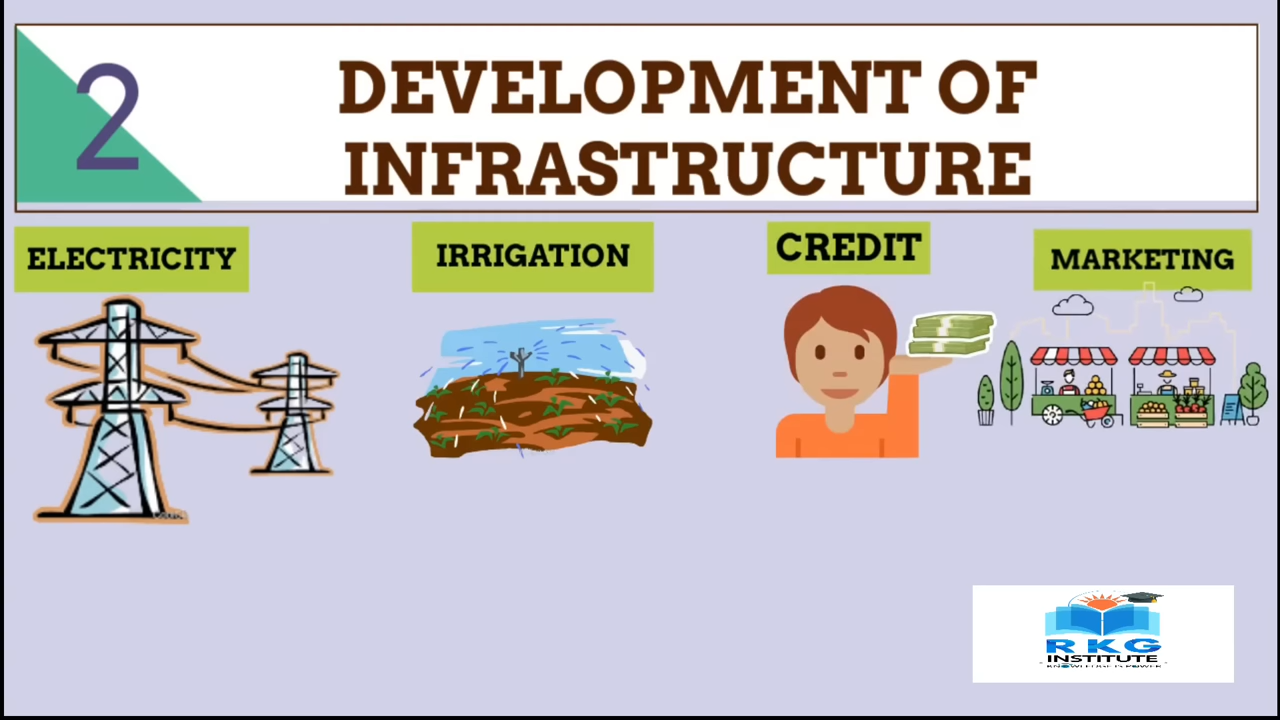 2
DEVELOPMENT OF
INFRASTRUCTURE
ELECTRICITY
IRRIGATION
CREDIT
MARKETING
RKG
INSTITUTE